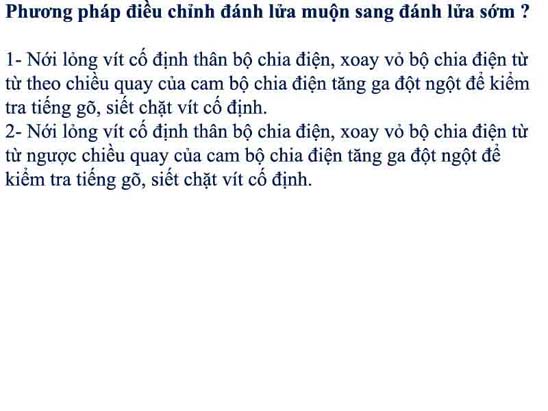 Phương pháp điều chỉnh đánh lửa muộn sang đánh lửa sớm ?
1- Nới lỏng vít cố định thân bộ chia điện, xoay vỏ bộ chia điện từ
từ theo chiều quay của cam bộ chia điện tăng ga đột ngột để kiểm
tra tiếng gõ, siết chặt vít cố định.
2- Nới lỏng vít cố định thân bộ chia điện, xoay vỏ bộ chia điện từ
từ ngược chiều quay của cam bộ chia điện tăng ga đột ngột để
kiểm tra tiếng gõ, siết chặt vít cố định.